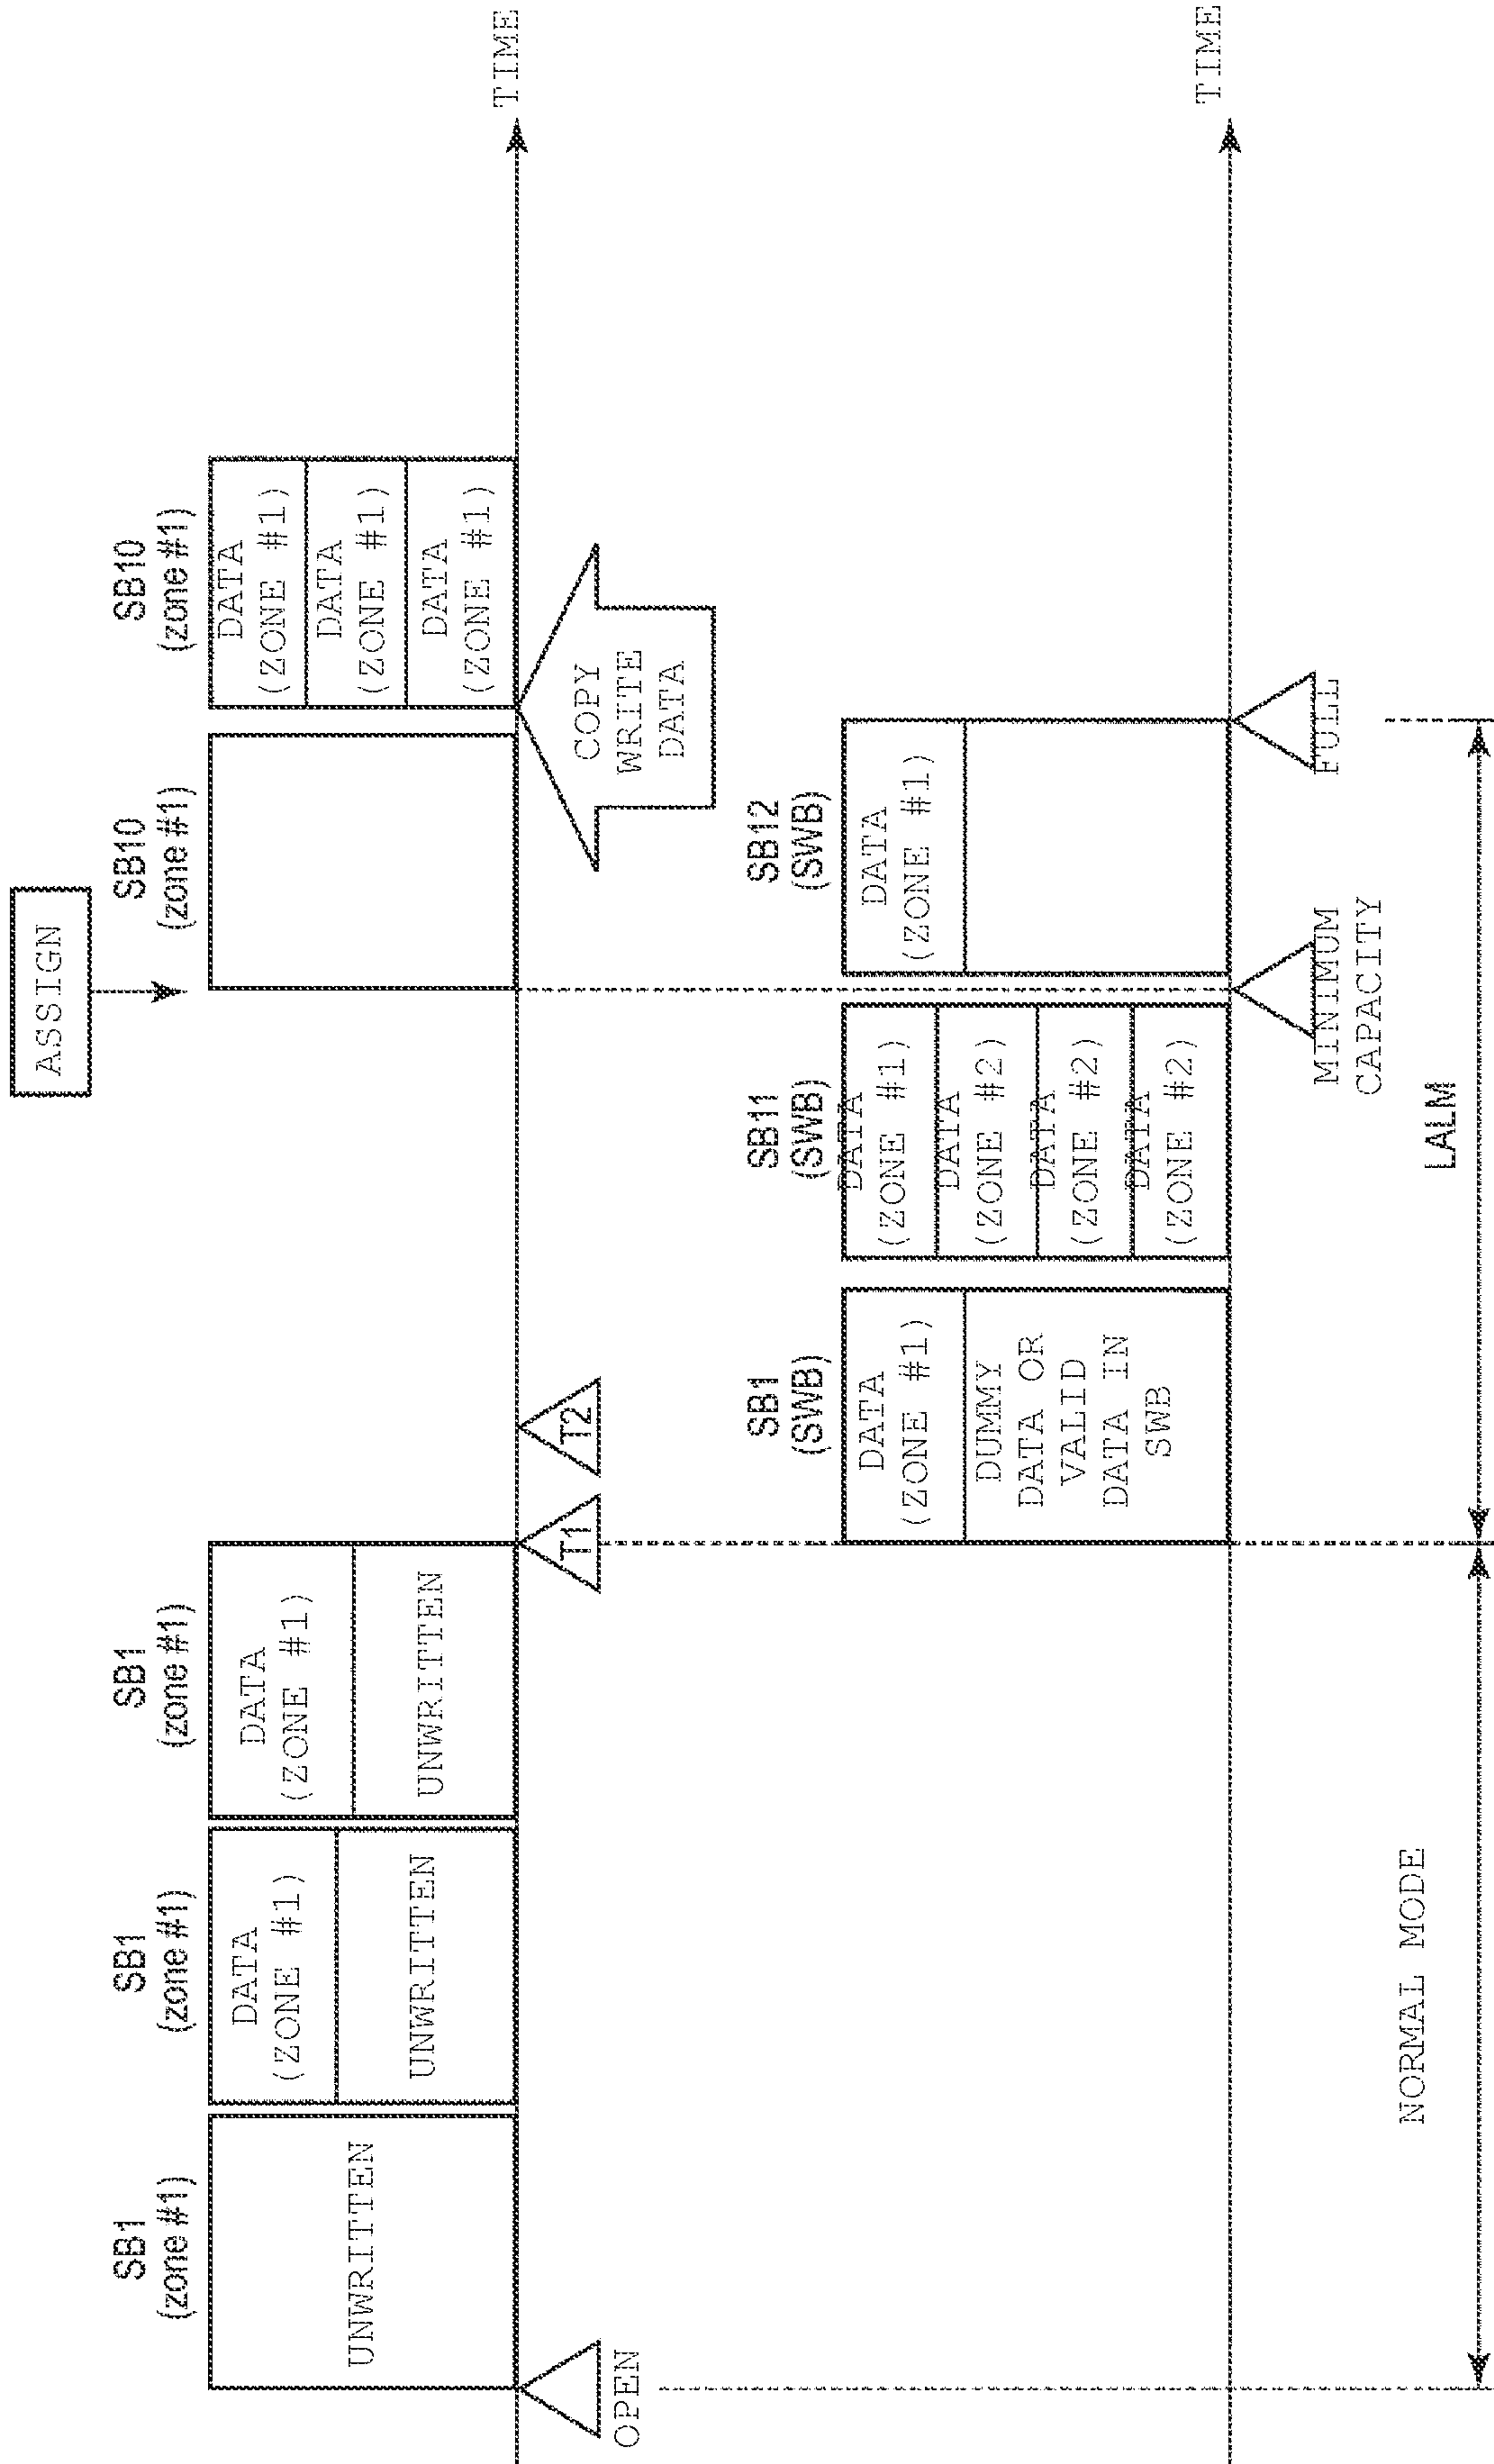 ASSIGN
SB1
(zone #1)
UNWRITTEN
SB1
(zone #1)
DATA
(ZONE #1)
UNWRITTEN
SB1
(zone #1)
DATA
(ZONE #1)
UNWRITTEN
SB10
(zone #1)
SB10
(zone #1)
DATA
(ZONE #1)
DATA
(ZONE #1)
DATA
(ZONE #1)
TIME
OPEN
T1
T2
COPY
WRITE
DATA
SB1
(SWB)
DATA
(ZONE #1)
DUMMY
DATA OR
VALID
DATA IN
SWB
SB11
(SWB)
DATA
(ZONE #1)
DATA
(ZONE #2)
DATA
(ZONE #2)
DATA
(ZONE #2)
SB12
(SWB)
DATA
(ZONE #1)
TIME
MINIMUM
CAPACITY
FULL
NORMAL MODE
LALM